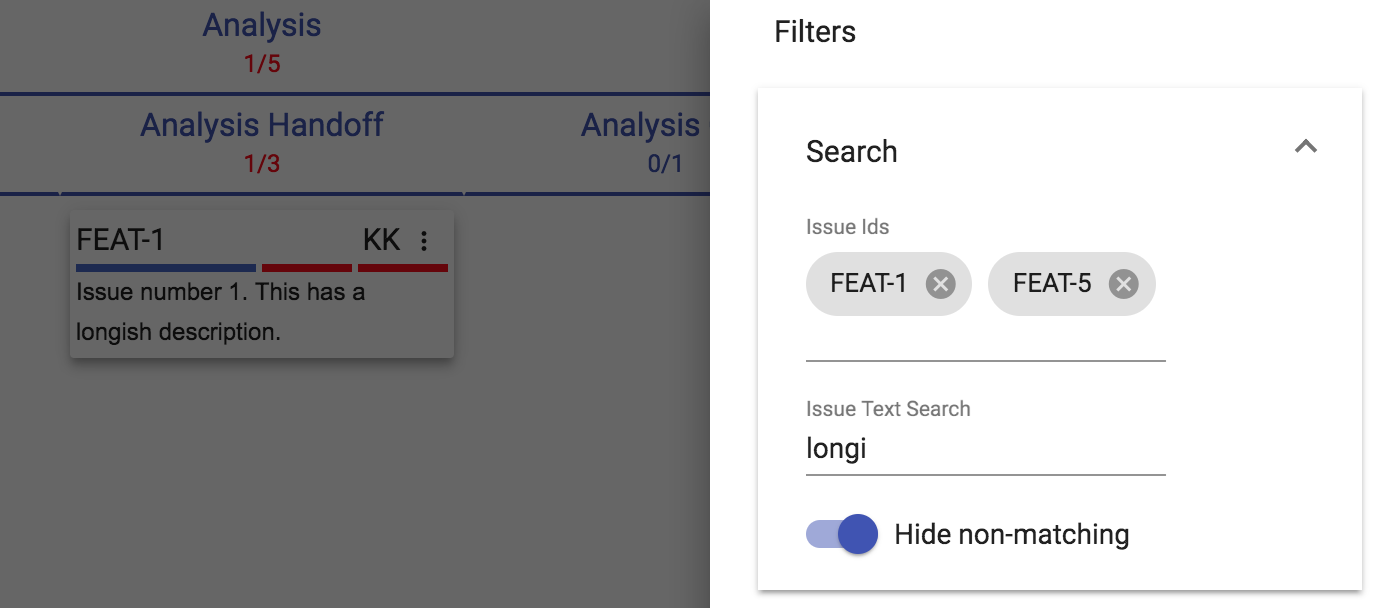 Analysis
1/5
Analysis Handoff
1/3
Analysis
0/1
FEAT-1 KK
Issue number 1. This has a
longish description.
Filters
Search
Issue Ids
FEAT-1 FEAT-5
Issue Text Search
longi
Hide non-matching